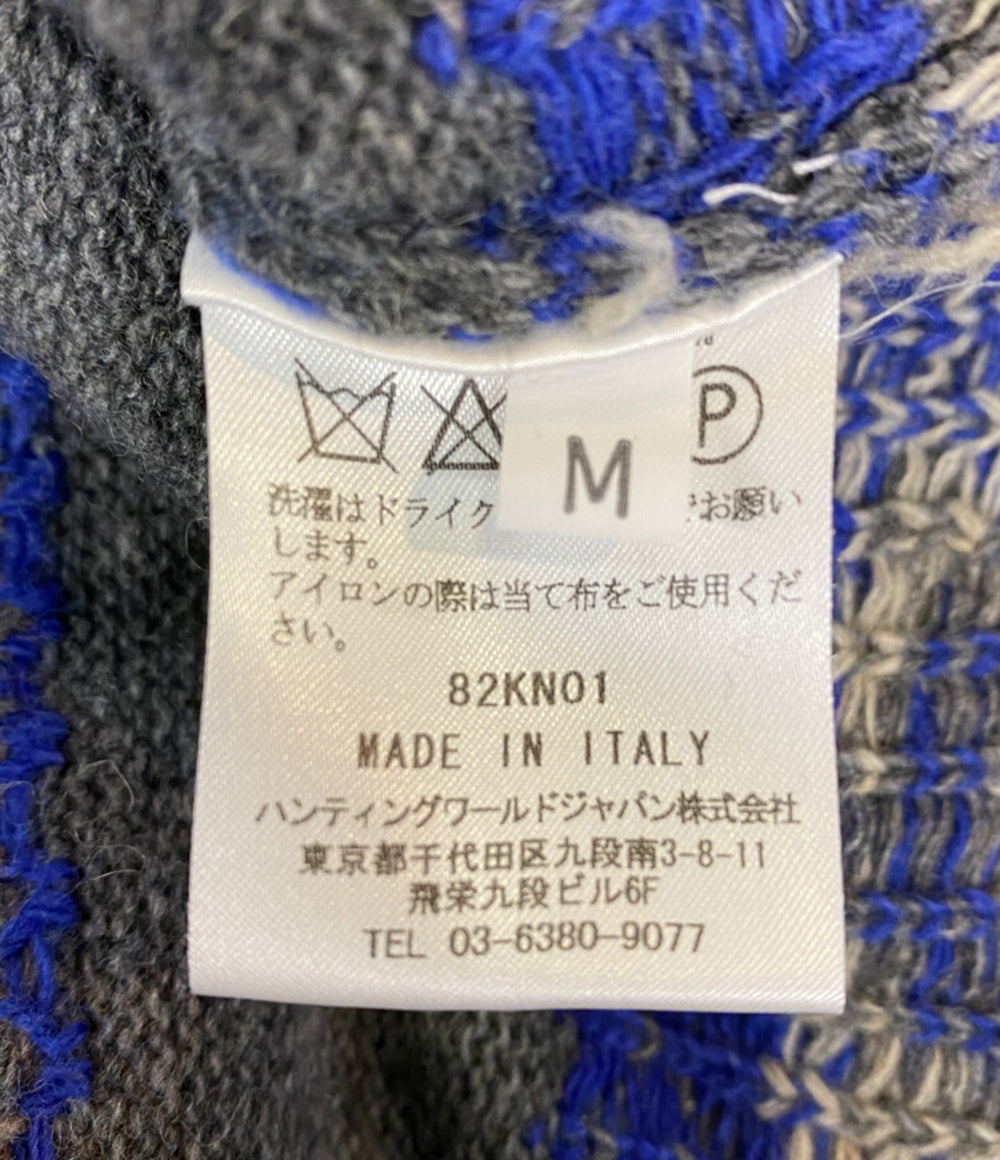 P
M
洗濯はドライク でお願い
します。
アイロンの際は当て布をご使用くだ
さい。
82KN01
MADE IN ITALY
ハンティングワールドジャパン株式会社
東京都千代田区九段南3-8-11
飛栄九段ビル6F
TEL 03-6380-9077